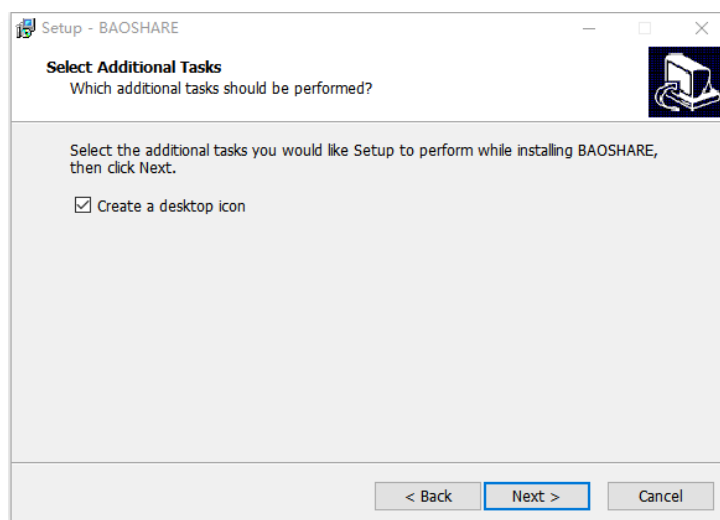 Setup - BAOSHARE
Select Additional Tasks
Which additional tasks should be performed?
Select the additional tasks you would like Setup to perform while installing BAOSHARE,
then click Next.
Create a desktop icon
< Back
Next >
Cancel